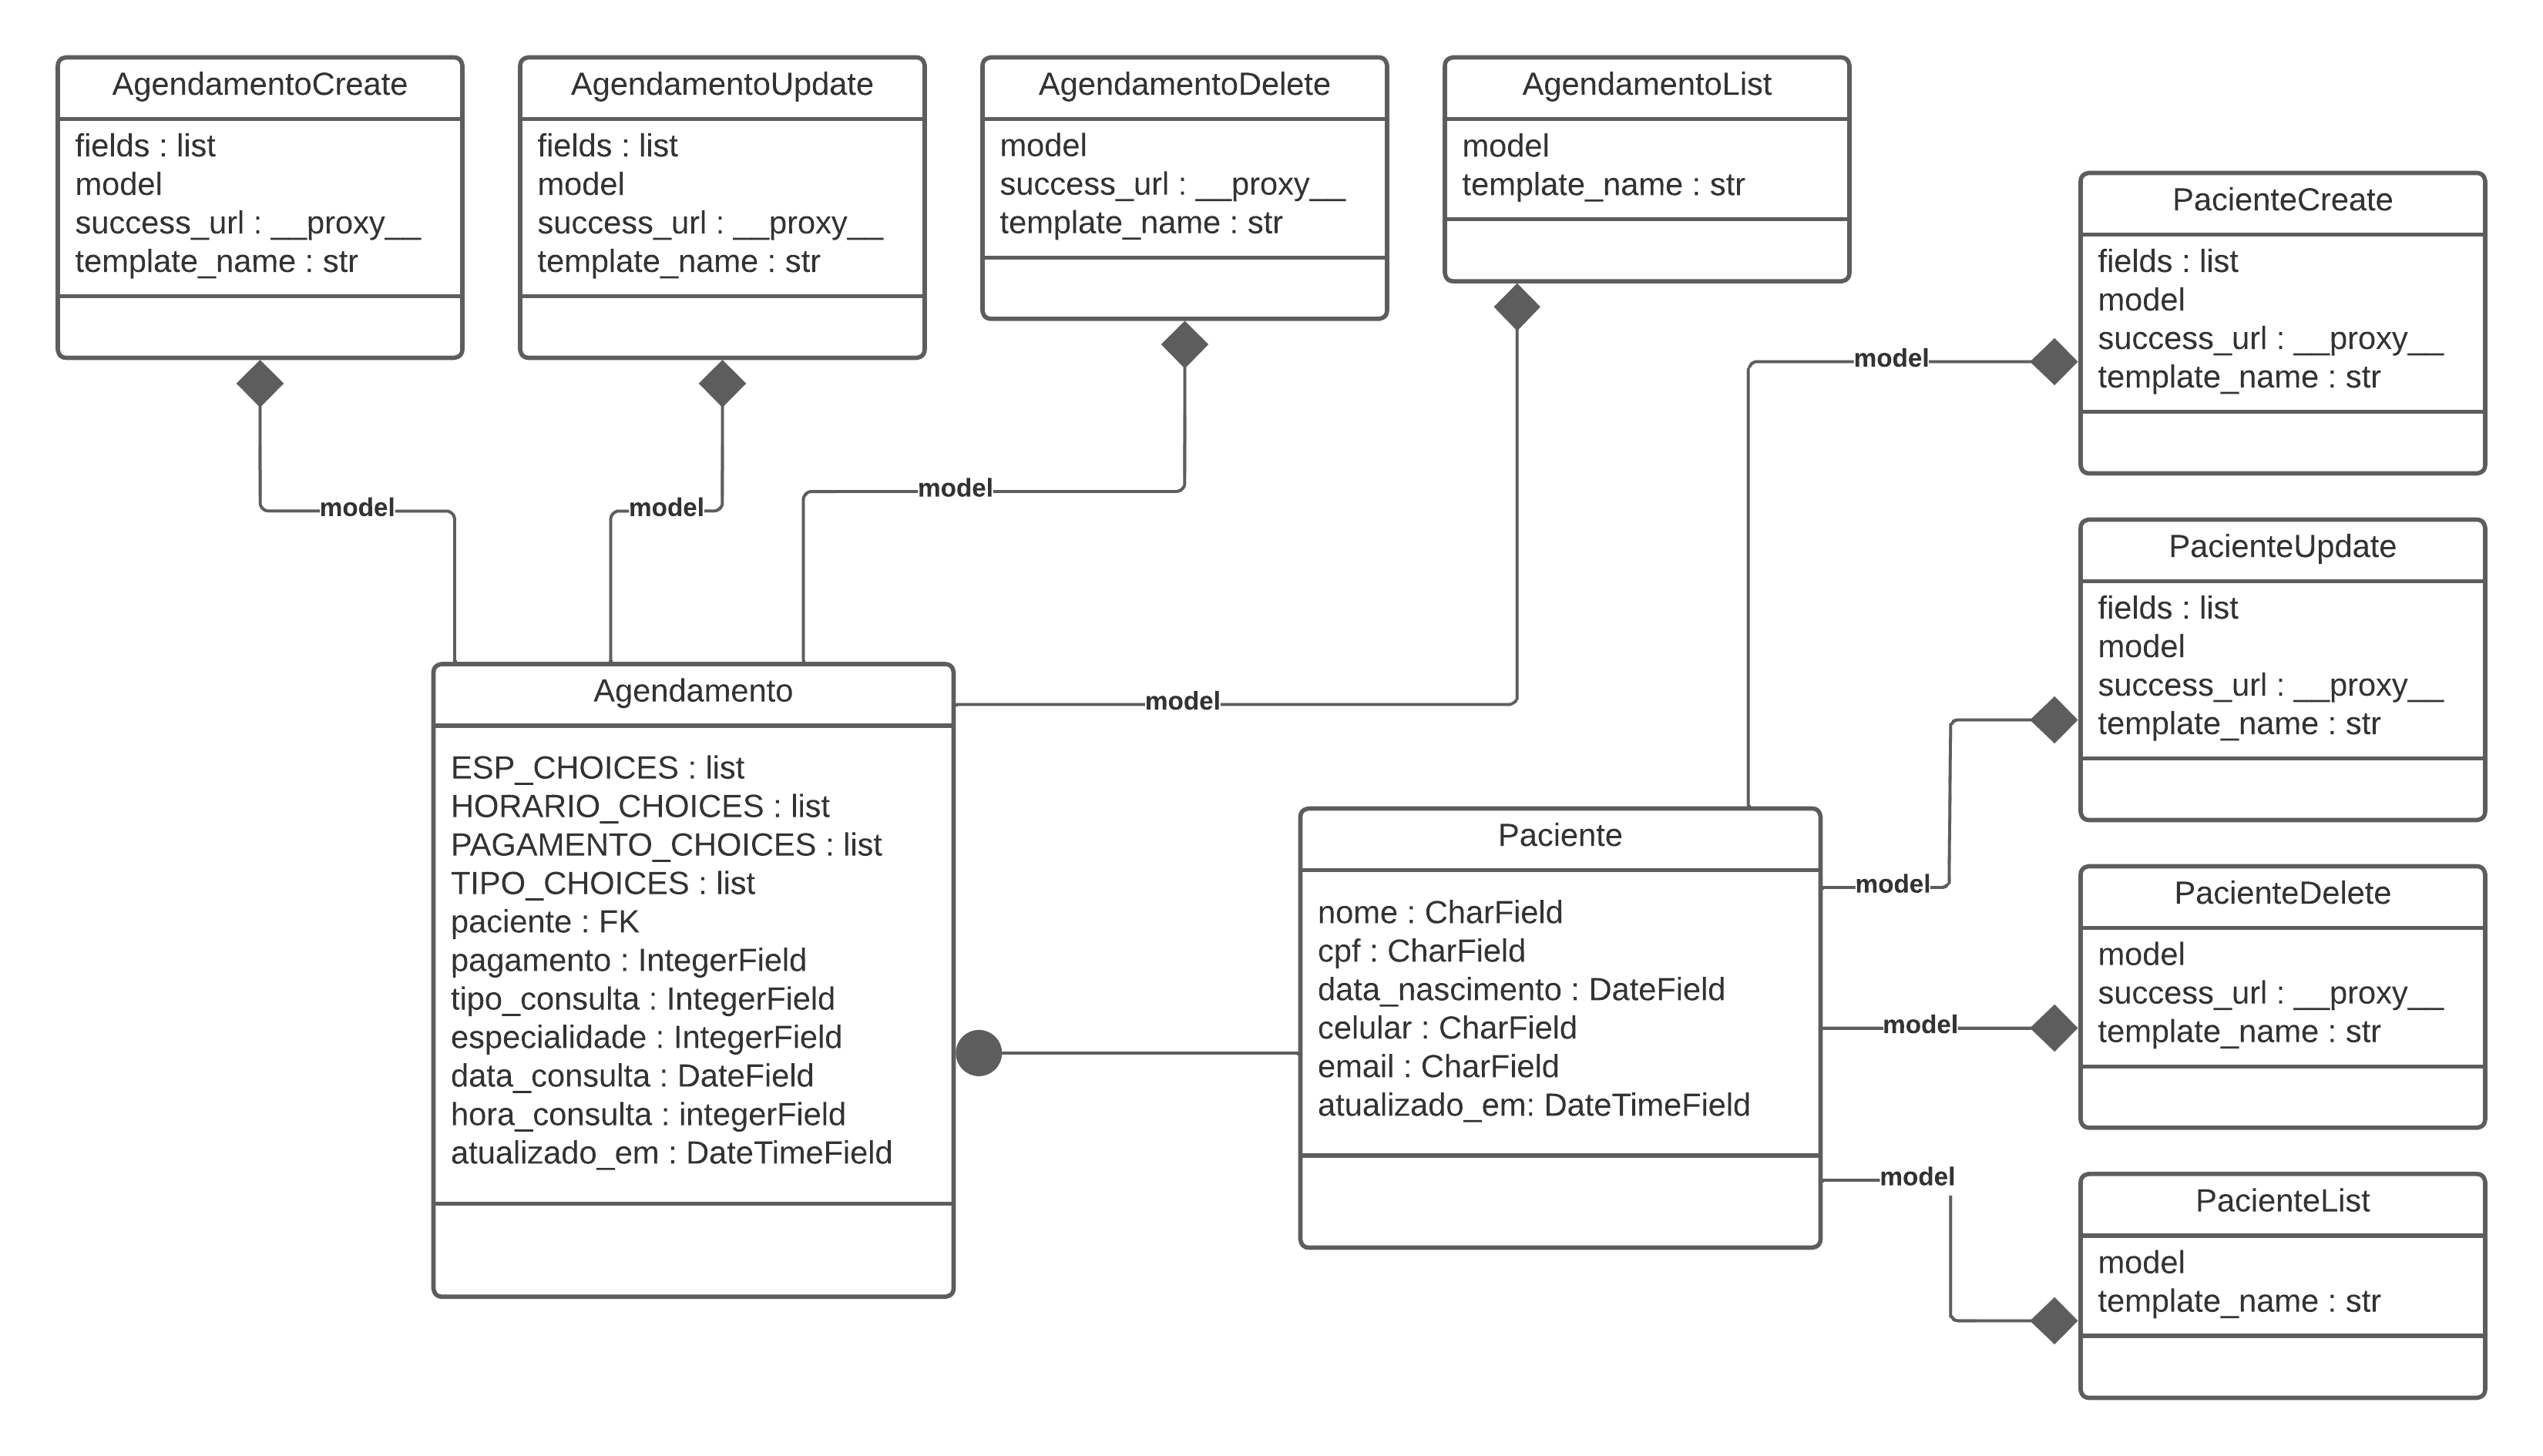 AgendamentoCreate
fields : list
model
success_url : __proxy__
template_name : str
AgendamentoUpdate
fields : list
model
success_url : __proxy__
template_name : str
AgendamentoDelete
model
success_url : __proxy__
template_name : str
AgendamentoList
model
template_name : str
PacienteCreate
fields : list
model
success_url : __proxy__
template_name : str
model
model
model
model
model
PacienteUpdate
fields : list
model
success_url : __proxy__
template_name : str
Agendamento
ESP_CHOICES : list
HORARIO_CHOICES : list
PAGAMENTO_CHOICES : list
TIPO_CHOICES : list
paciente : FK
pagamento : IntegerField
tipo_consulta : IntegerField
especialidade : IntegerField
data_consulta : DateField
hora_consulta : integerField
atualizado_em : DateTimeField
Paciente
nome : CharField
cpf : CharField
data_nascimento : DateField
celular : CharField
email : CharField
atualizado_em: DateTimeField
model
model
model
PacienteDelete
model
success_url : __proxy__
template_name : str
PacienteList
model
template_name : str